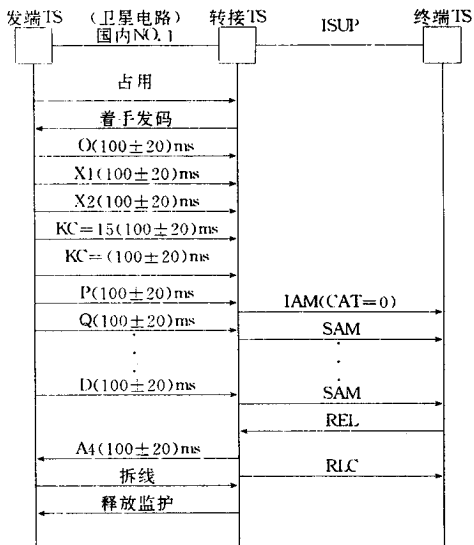 发端TS
(卫星电路)
国内NO.1
转接TS
ISUP
终端TS
占用
着手发码
O(100±20)ms
X1(100±20)ms
X2(100±20)ms
KC=15(100±20)ms
KC=(100±20)ms
P(100±20)ms
IAM(CAT=0)
Q(100±20)ms
SAM
D(100±20)ms
SAM
REL
A4(100±20)ms
拆线
RLC
释放监护